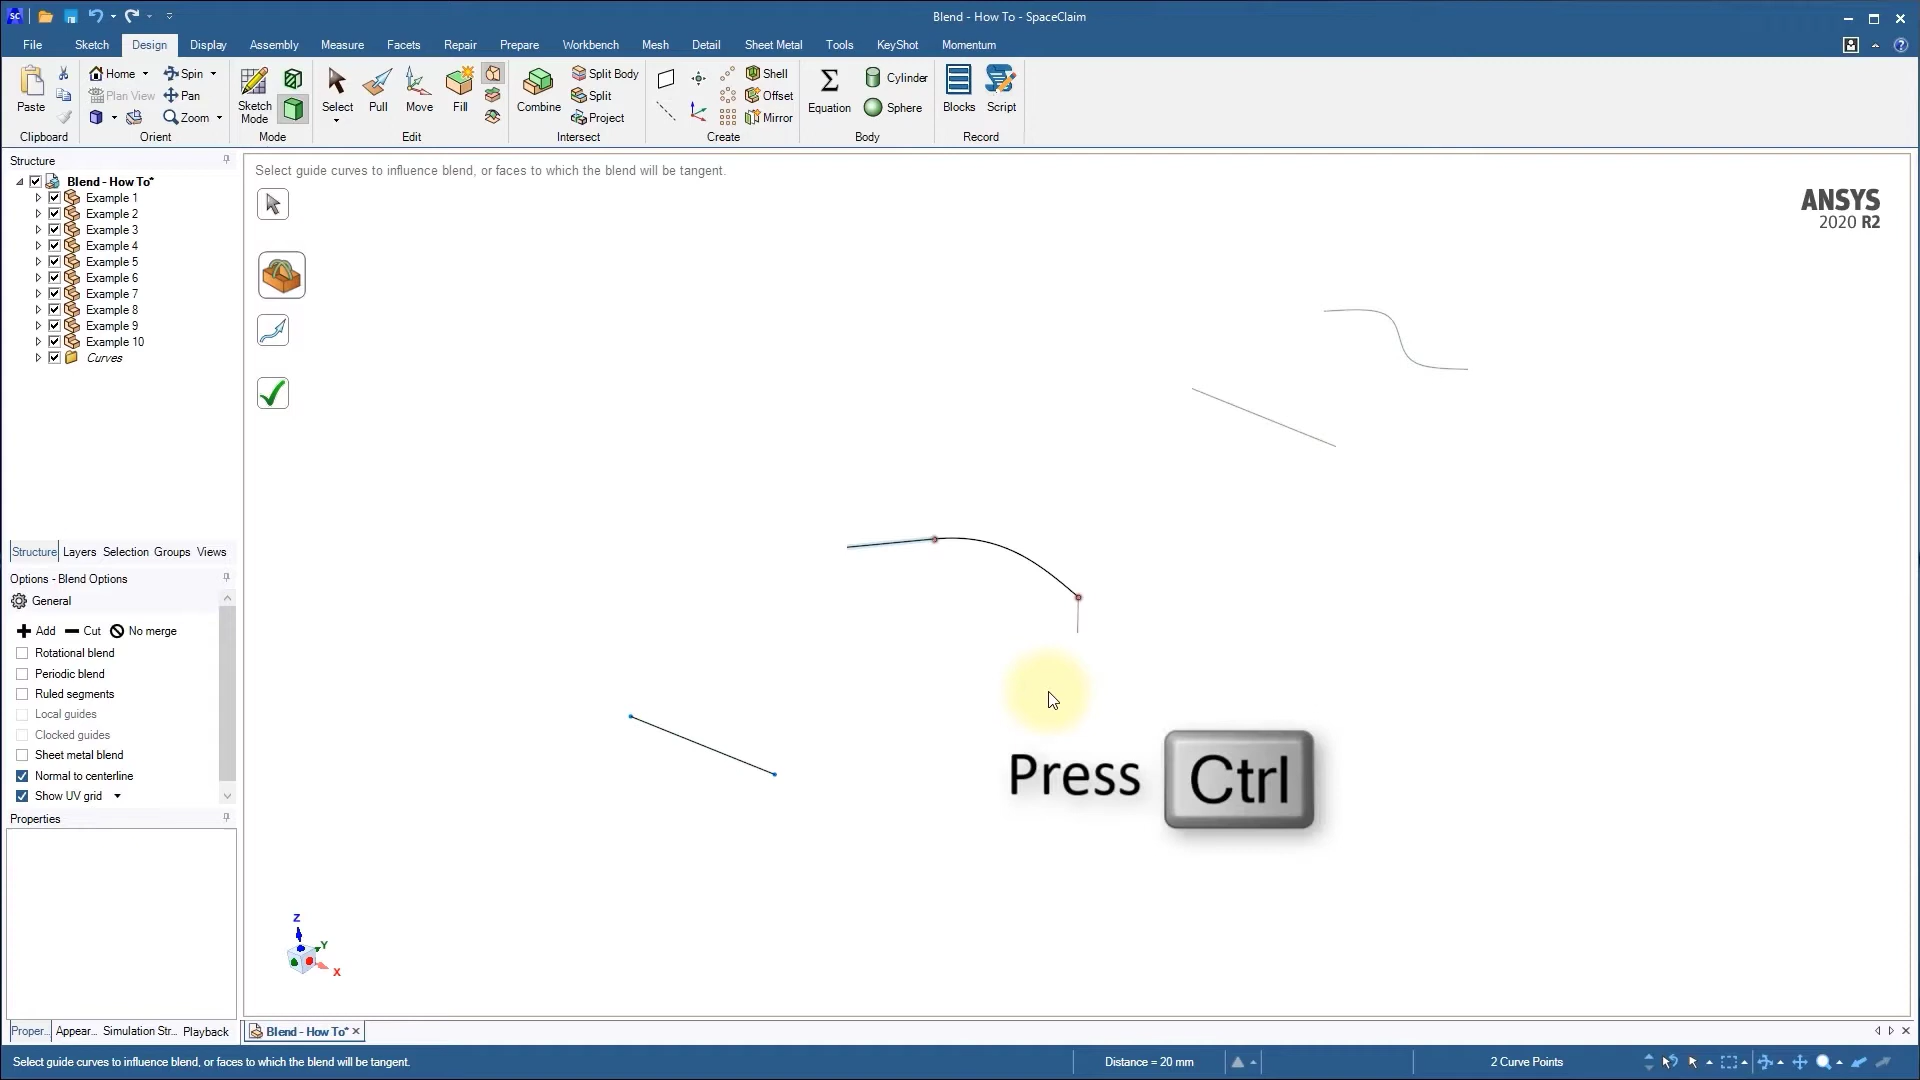 Blend - How To - SpaceClaim
File Sketch Design Display Assembly Measure Facets Repair Prepare Workbench Mesh Detail Sheet Metal Tools KeyShot Momentum
Paste
Clipboard
Home
Plan View
Spin
Pan
Zoom
Orient
Sketch
Mode
Mode
Select
Pull
Move
Fill
Edit
Combine
Split Body
Split
Project
Intersect
Shell
Offset
Mirror
Create
Equation
Cylinder
Sphere
Body
Blocks
Script
Record
Structure
Blend - How To*
Example 1
Example 2
Example 3
Example 4
Example 5
Example 6
Example 7
Example 8
Example 9
Example 10
Curves
Structure Layers Selection Groups Views
Options - Blend Options
General
Add Cut No merge
Rotational blend
Periodic blend
Ruled segments
Local guides
Clocked guides
Sheet metal blend
Normal to centerline
Show UV grid
Properties
Proper... Appear... Simulation Str... Playback
Select guide curves to influence blend, or faces to which the blend will be tangent.
ANSYS
2020 R2
Press Ctrl
Z
Y
X
Blend - How To*
Select guide curves to influence blend, or faces to which the blend will be tangent.
Distance = 20 mm
2 Curve Points